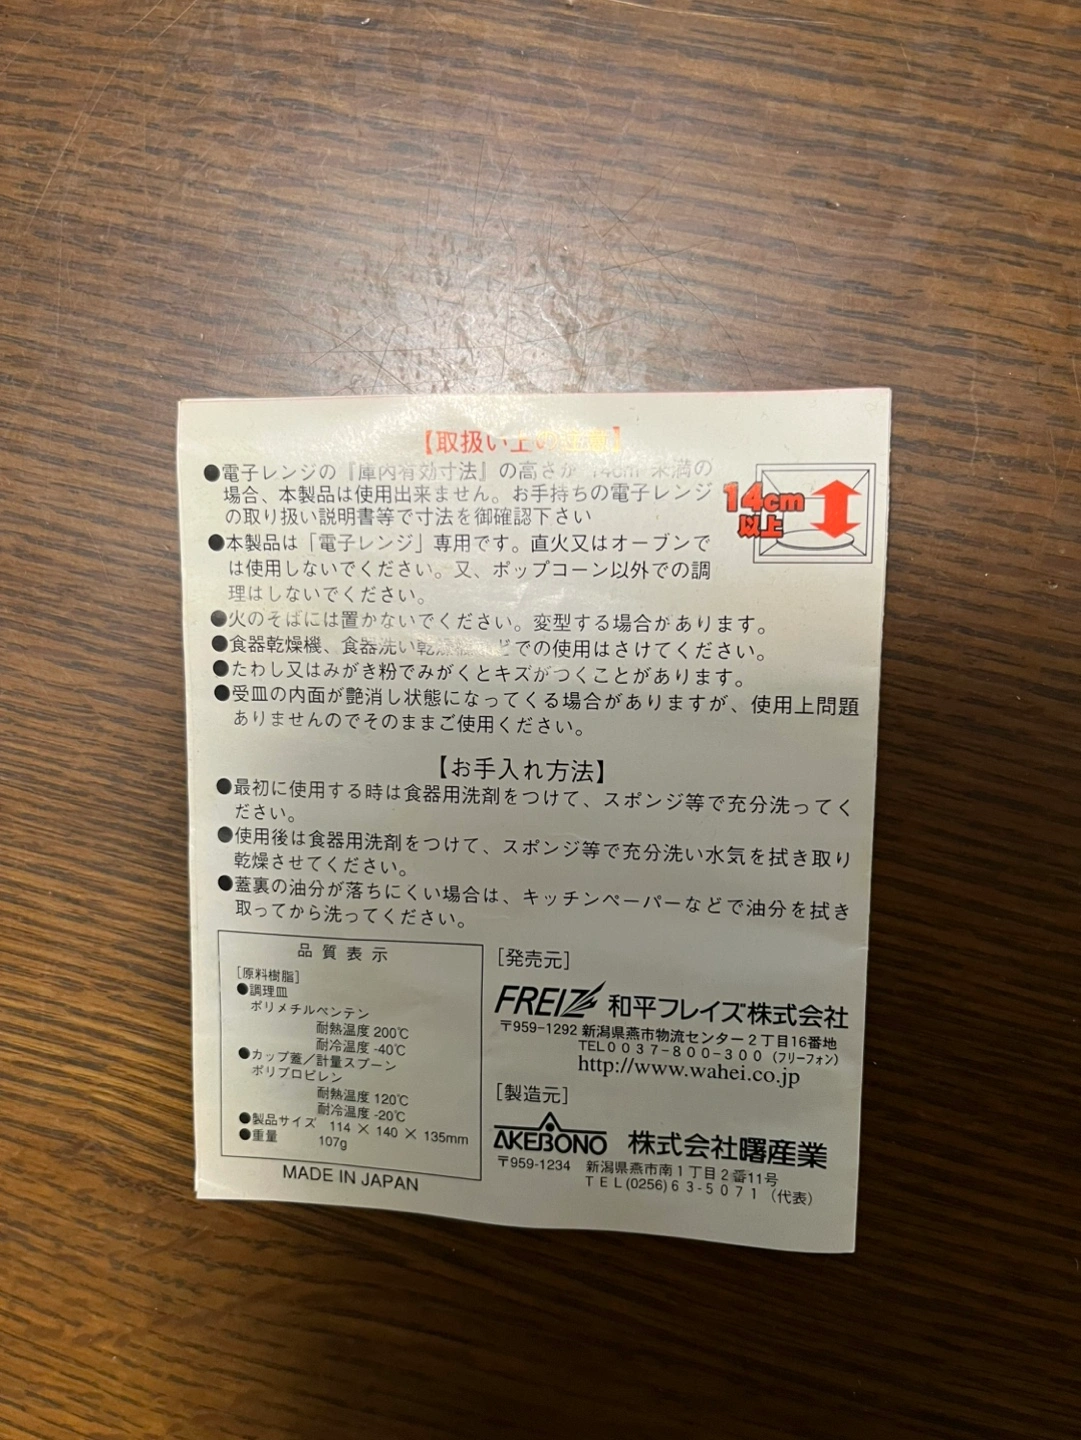 【取扱い上の注意】
●電子レンジの『庫内有効寸法』の高さが 14cm 未満の
場合、本製品は使用出来ません。お手持ちの電子レンジ
の取り扱い説明書等で寸法を御確認下さい
14cm
以上
●本製品は「電子レンジ」専用です。直火又はオーブンで
は使用しないでください。又、ポップコーン以外での調
理はしないでください。
●火のそばには置かないでください。変型する場合があります。
●食器乾燥機、食器洗い乾燥機などでの使用はさけてください。
●たわし又はみがき粉でみがくとキズがつくことがあります。
●受皿の内面が艶消し状態になってくる場合がありますが、使用上問題
ありませんのでそのままご使用ください。
【お手入れ方法】
●最初に使用する時は食器用洗剤をつけて、スポンジ等で充分洗ってく
ださい。
●使用後は食器用洗剤をつけて、スポンジ等で充分洗い水気を拭き取り
乾燥させてください。
●蓋裏の油分が落ちにくい場合は、キッチンペーパーなどで油分を拭き
取ってから洗ってください。
品質表示
[原料樹脂]
●調理皿
ポリメチルペンテン
耐熱温度 200℃
耐冷温度 -40℃
●カップ蓋/計量スプーン
ポリプロピレン
耐熱温度 120℃
耐冷温度 -20℃
●製品サイズ 114 × 140 × 135mm
●重量 107g
MADE IN JAPAN
[発売元]
FREIZ 和平フレイズ株式会社
〒959-1292 新潟県燕市物流センター2丁目16番地
TEL0037-800-300(フリーフォン)
http://www.wahei.co.jp
[製造元]
AKEBONO 株式会社曙産業
〒959-1234 新潟県燕市南1丁目2番11号
TEL(0256)63-5071(代表)